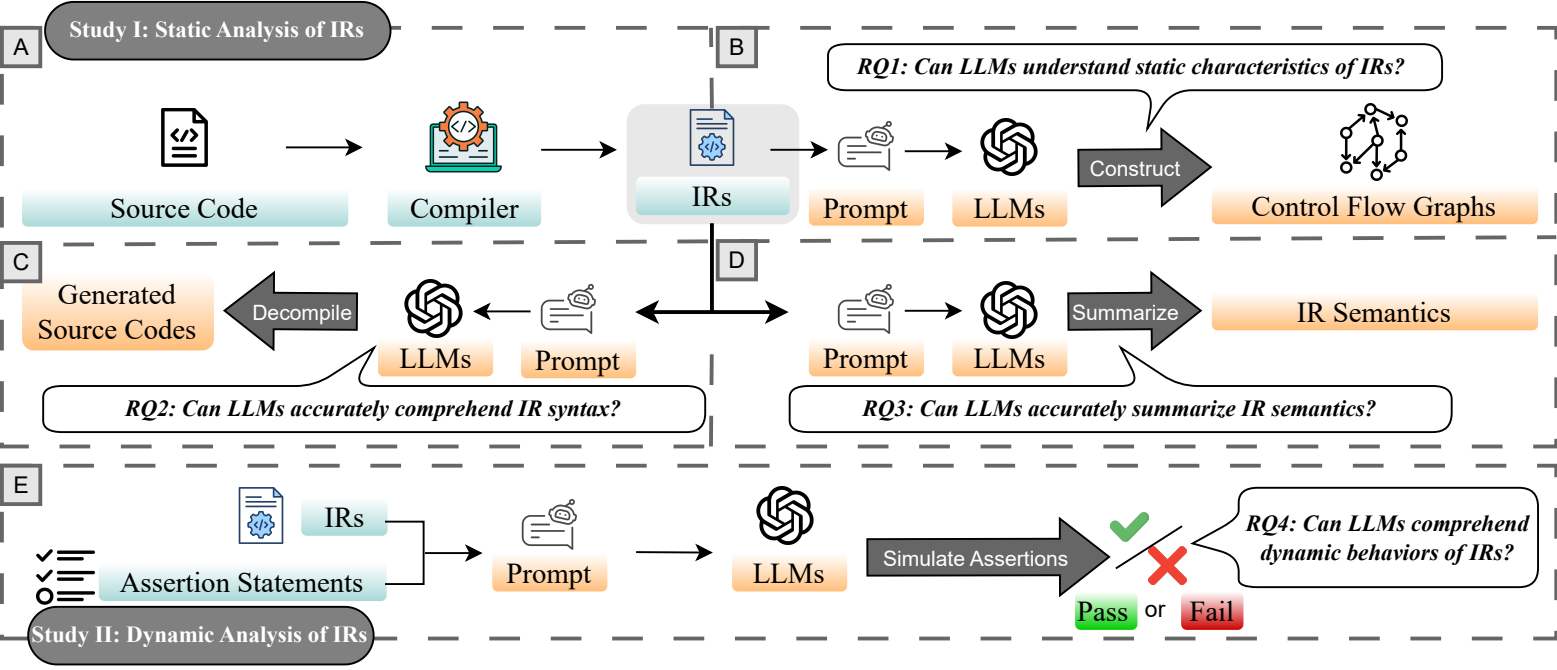 Study I: Static Analysis of IRs
A
Source Code
Compiler
IRs
B
RQ1: Can LLMs understand static characteristics of IRs?
Prompt
LLMs
Construct
Control Flow Graphs
C
Generated
Source Codes
Decompile
LLMs
Prompt
RQ2: Can LLMs accurately comprehend IR syntax?
D
Prompt
LLMs
Summarize
IR Semantics
RQ3: Can LLMs accurately summarize IR semantics?
E
IRs
Assertion Statements
Prompt
LLMs
Simulate Assertions
RQ4: Can LLMs comprehend
dynamic behaviors of IRs?
Pass or Fail
Study II: Dynamic Analysis of IRs